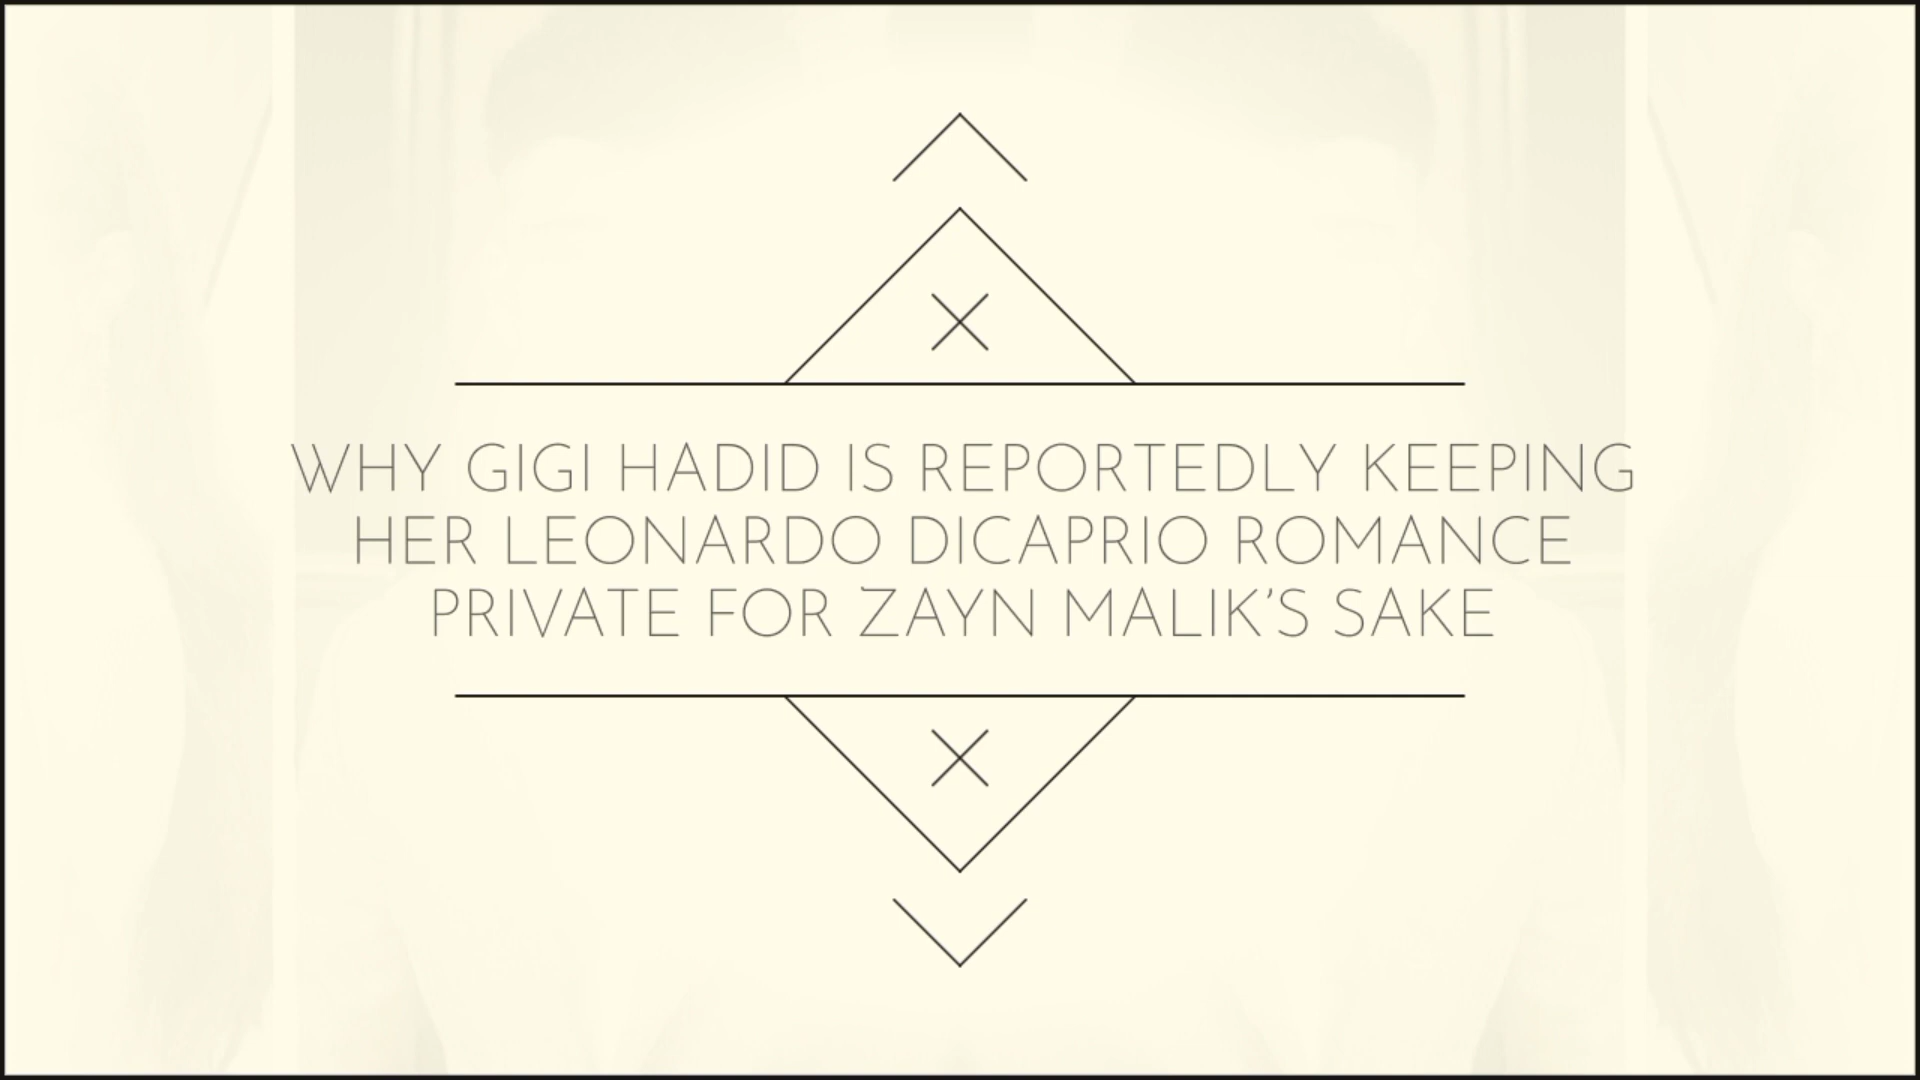 WHY GIGI HADID IS REPORTEDLY KEEPING
HER LEONARDO DICAPRIO ROMANCE
PRIVATE FOR ZAYN MALIK’S SAKE